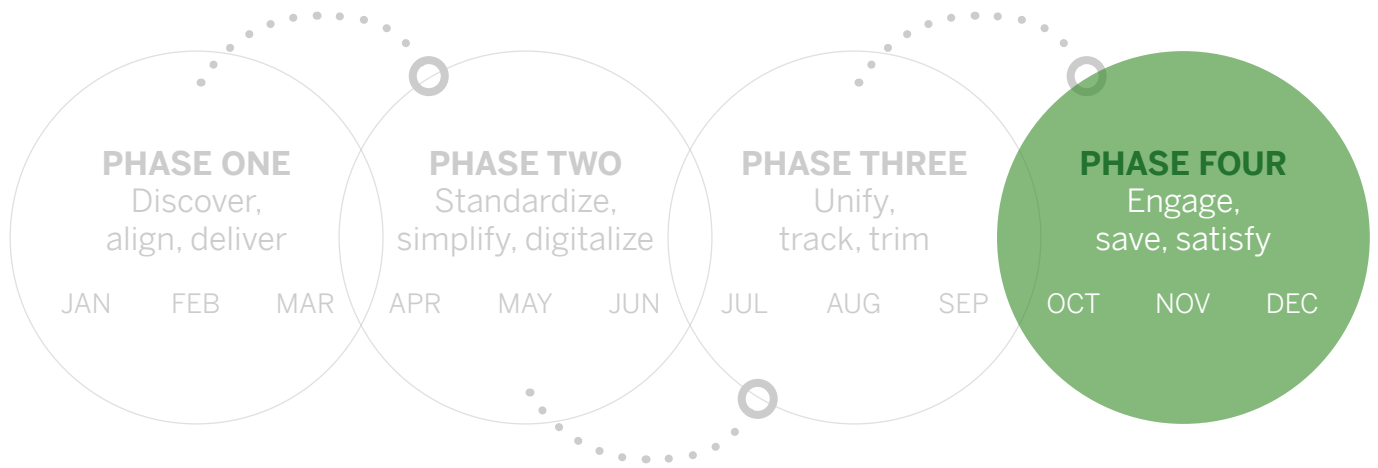 PHASE ONE
Discover,
align, deliver
JAN FEB MAR
PHASE TWO
Standardize,
simplify, digitalize
APR MAY JUN
PHASE THREE
Unify,
track, trim
JUL AUG SEP
PHASE FOUR
Engage,
save, satisfy
OCT NOV DEC